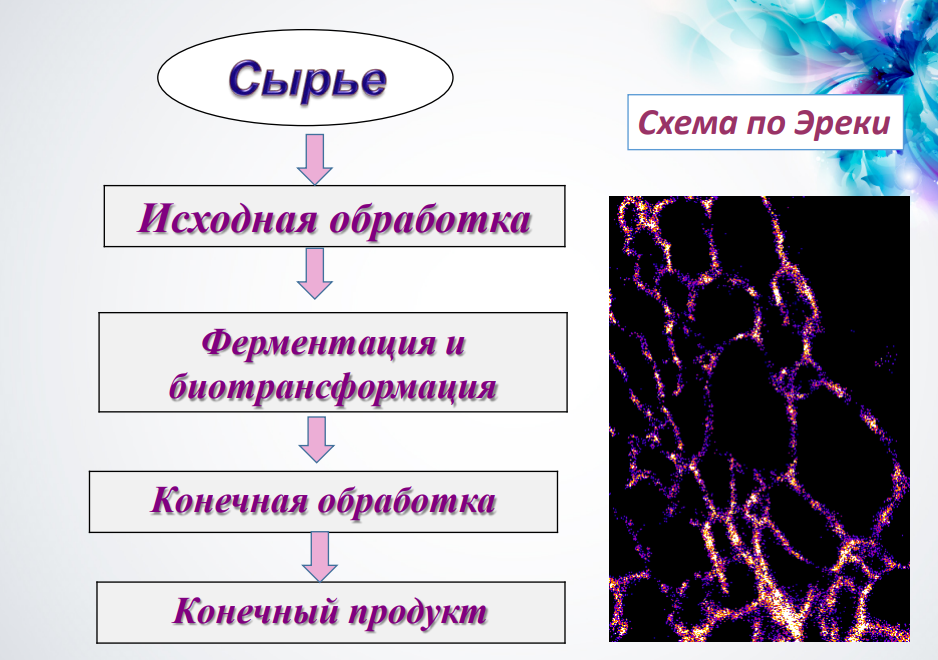 Сырье
Схема по Эреки
Исходная обработка
Ферментация и
биотрансформация
Конечная обработка
Конечный продукт